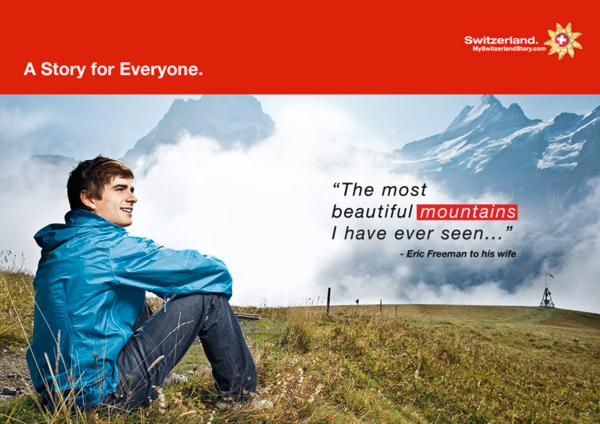 Switzerland.
MySwitzerlandStory.com
A Story for Everyone.
“The most
beautiful mountains
I have ever seen...”
- Eric Freeman to his wife